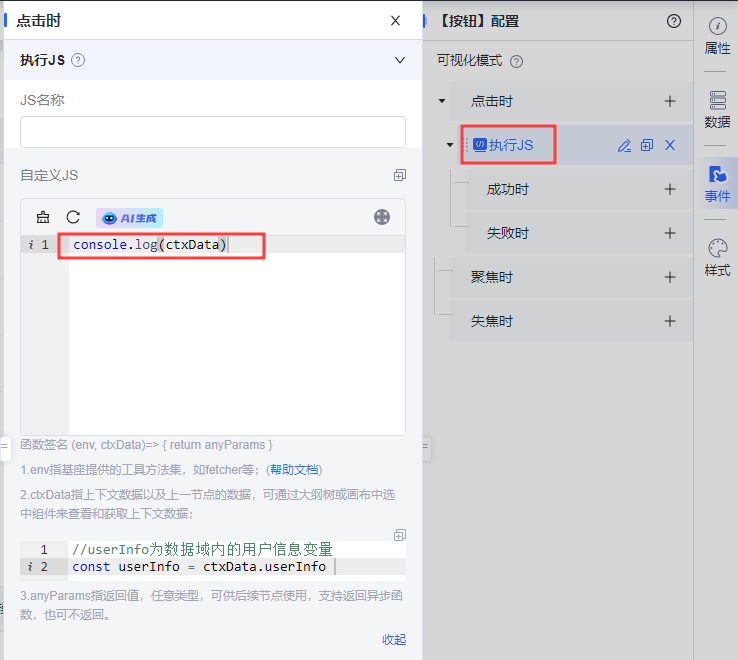 点击时
执行JS
JS名称
自定义JS
AI生成
i 1 console.log(ctxData)
函数签名 (env, ctxData)=> { return anyParams }
1.env指基座提供的工具方法集，如fetcher等；(帮助文档)
2.ctxData指上下文数据以及上一节点的数据，可通过大纲树或画布中选
中组件来查看和获取上下文数据；
1 //userInfo为数据域内的用户信息变量
i 2 const userInfo = ctxData.userInfo
3.anyParams指返回值，任意类型，可供后续节点使用，支持返回异步函
数，也可不返回。
收起
【按钮】配置
可视化模式
点击时
执行JS
成功时
失败时
聚焦时
失焦时
属性
数据
事件
样式